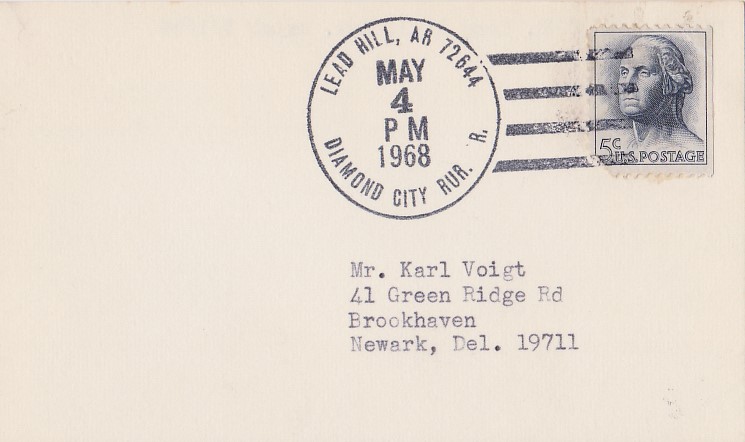 LEAD HILL, AR 72644
MAY
4
PM
1968
DIAMOND CITY RUR. R.
5c
U.S. POSTAGE
Mr. Karl Voigt
41 Green Ridge Rd
Brookhaven
Newark, Del. 19711